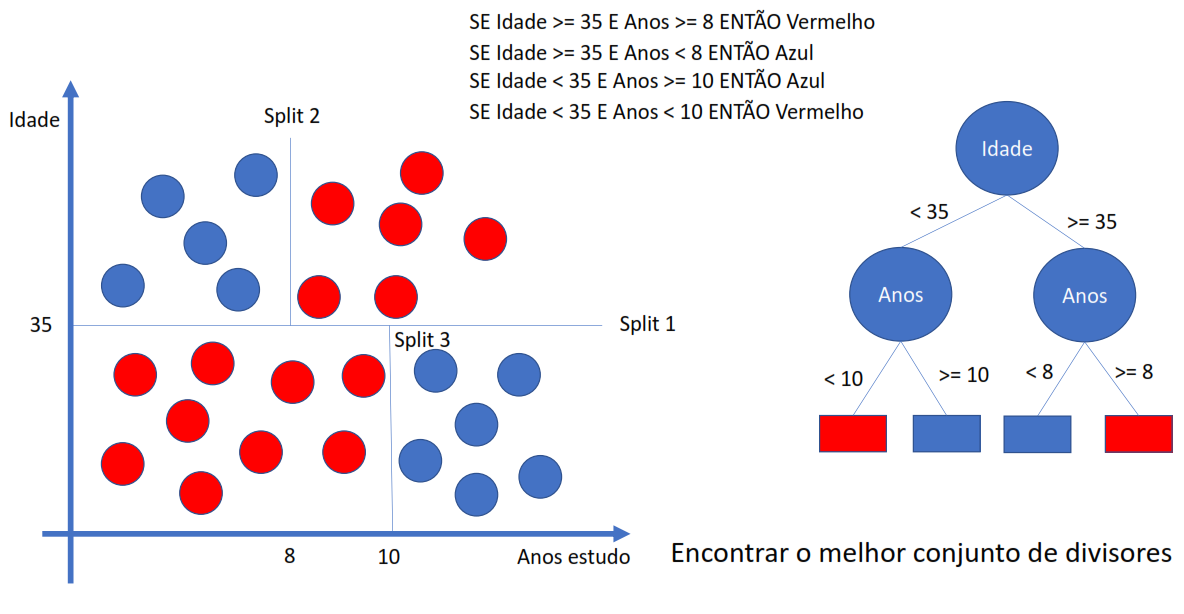 SE Idade >= 35 E Anos >= 8 ENTÃO Vermelho
SE Idade >= 35 E Anos < 8 ENTÃO Azul
SE Idade < 35 E Anos >= 10 ENTÃO Azul
SE Idade < 35 E Anos < 10 ENTÃO Vermelho
Idade
Split 2
35
Split 1
Split 3
8
10
Anos estudo
Idade
< 35
>= 35
Anos
Anos
< 10
>= 10
< 8
>= 8
Encontrar o melhor conjunto de divisores